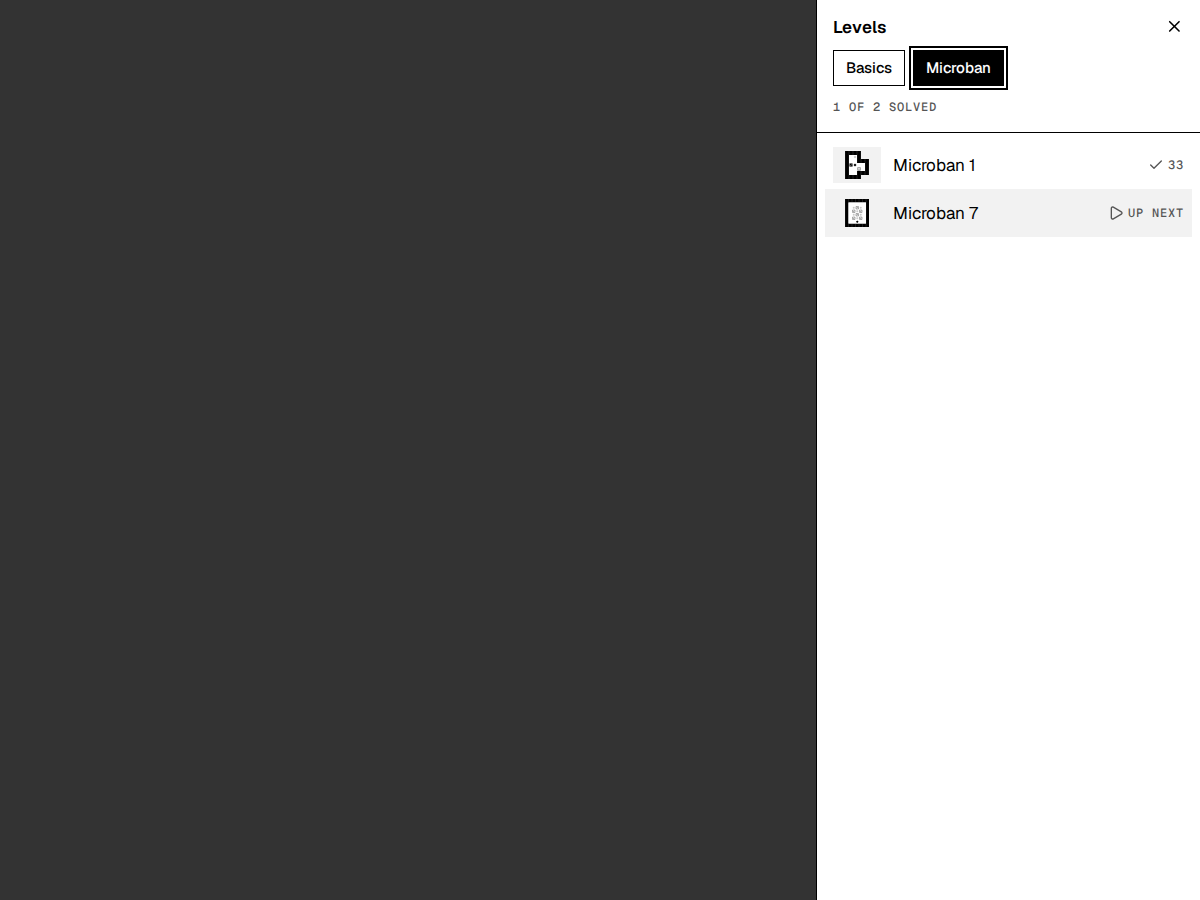 Levels
Basics
Microban
1 OF 2 SOLVED
Microban 1
33
Microban 7
UP NEXT